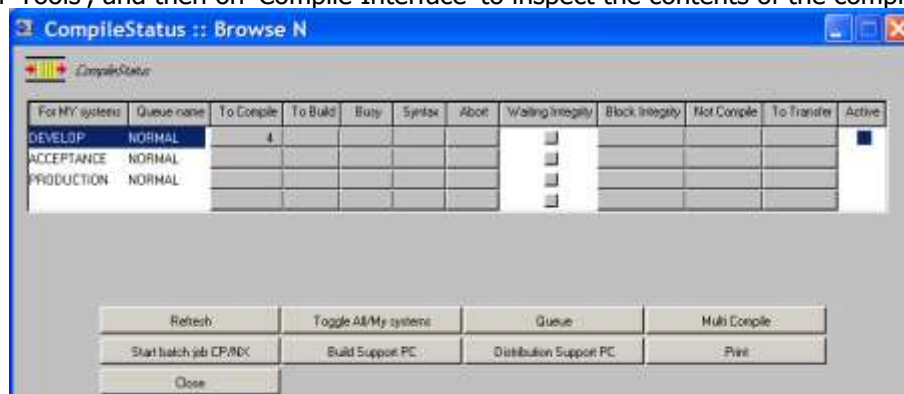 'Tools', and then on 'Compile Interface' to inspect the contents of the compil
CompileStatus :: Browse N
CompileStatus
For MY systems Queue name To Compile To Build Busy Syntax Abort Waiting Integrity Block Integrity Not Compile To Transfer Active
DEVELOP NORMAL 4
ACCEPTANCE NORMAL
PRODUCTION NORMAL
Refresh Toggle All/My systems Queue Multi Compile
Start batch job CP/NX Build Support PC Distribution Support PC Print
Close